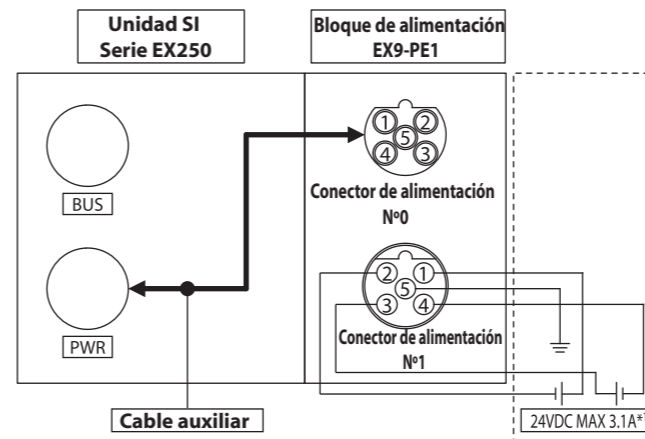 Unidad SI
Serie EX250
Bloque de alimentación
EX9-PE1
BUS
PWR
1 2
5
4 3
Conector de alimentación
Nº0
2 1
5
3 4
Conector de alimentación
Nº1
Cable auxiliar
24VDC MAX 3.1A*1